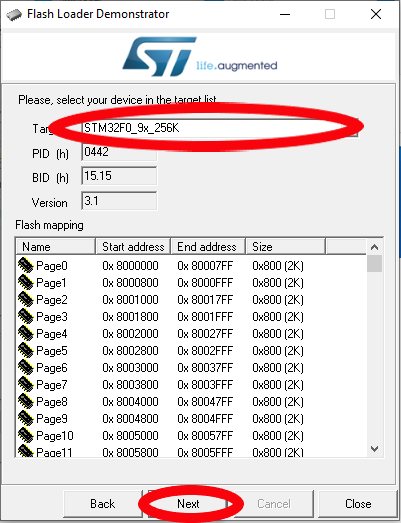 Flash Loader Demonstrator
ST life.augmented
Please, select your device in the target list
STM32F0_9x_256K
PID (h) 0442
BID (h) 15.15
Version 3.1
Flash mapping
Name Start address End address Size
Page0 0x 8000000 0x 80007FF 0x800 (2K)
Page1 0x 8000800 0x 8000FFF 0x800 (2K)
Page2 0x 8001000 0x 80017FF 0x800 (2K)
Page3 0x 8001800 0x 8001FFF 0x800 (2K)
Page4 0x 8002000 0x 80027FF 0x800 (2K)
Page5 0x 8002800 0x 8002FFF 0x800 (2K)
Page6 0x 8003000 0x 80037FF 0x800 (2K)
Page7 0x 8003800 0x 8003FFF 0x800 (2K)
Page8 0x 8004000 0x 80047FF 0x800 (2K)
Page9 0x 8004800 0x 8004FFF 0x800 (2K)
Page10 0x 8005000 0x 80057FF 0x800 (2K)
Page11 0x 8005800 0x 8005FFF 0x800 (2K)
Back Next Cancel Close